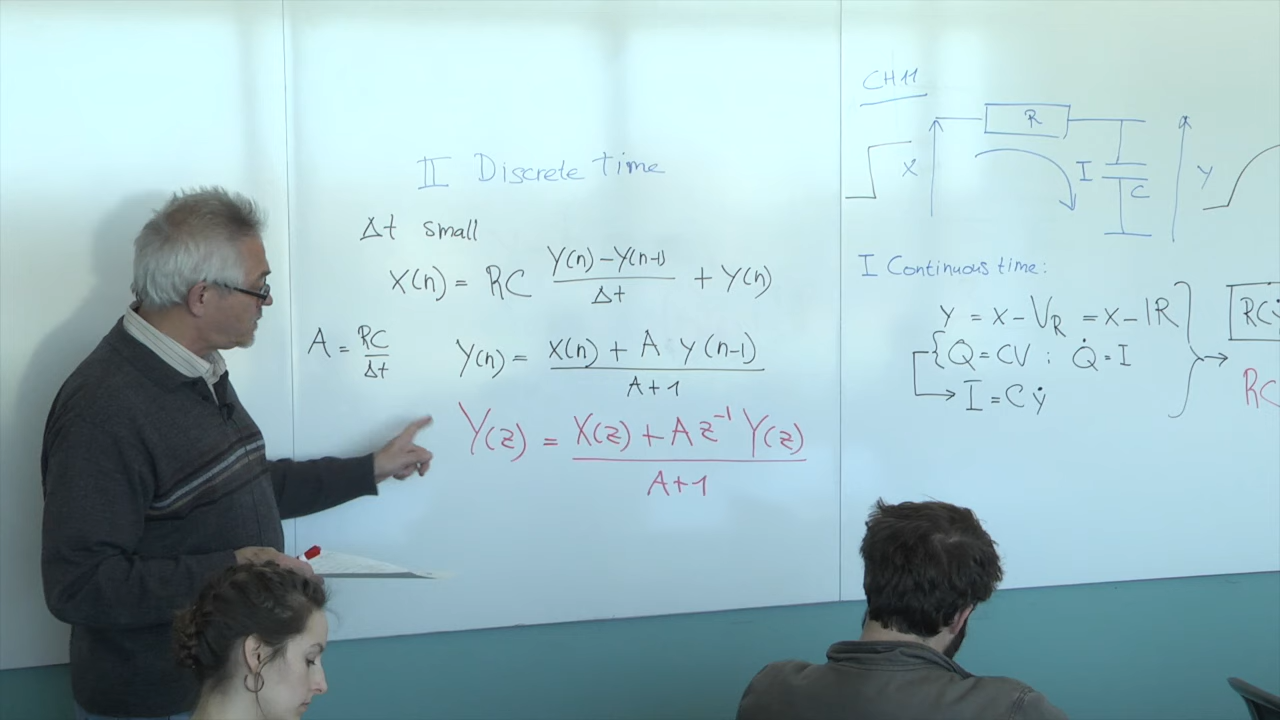 II Discrete time
Δt small
X(n) = RC (Y(n) - Y(n-1))/Δt + Y(n)
A = RC/Δt
Y(n) = (X(n) + A Y(n-1))/(A+1)
Y(z) = (X(z) + A z⁻¹ Y(z))/(A+1)
CH11
R
X
I
C
Y
I Continuous time:
Y = X - V_R = X - IR
{Q = CV : Q̇ = I
→ I = Cẏ
→
RC